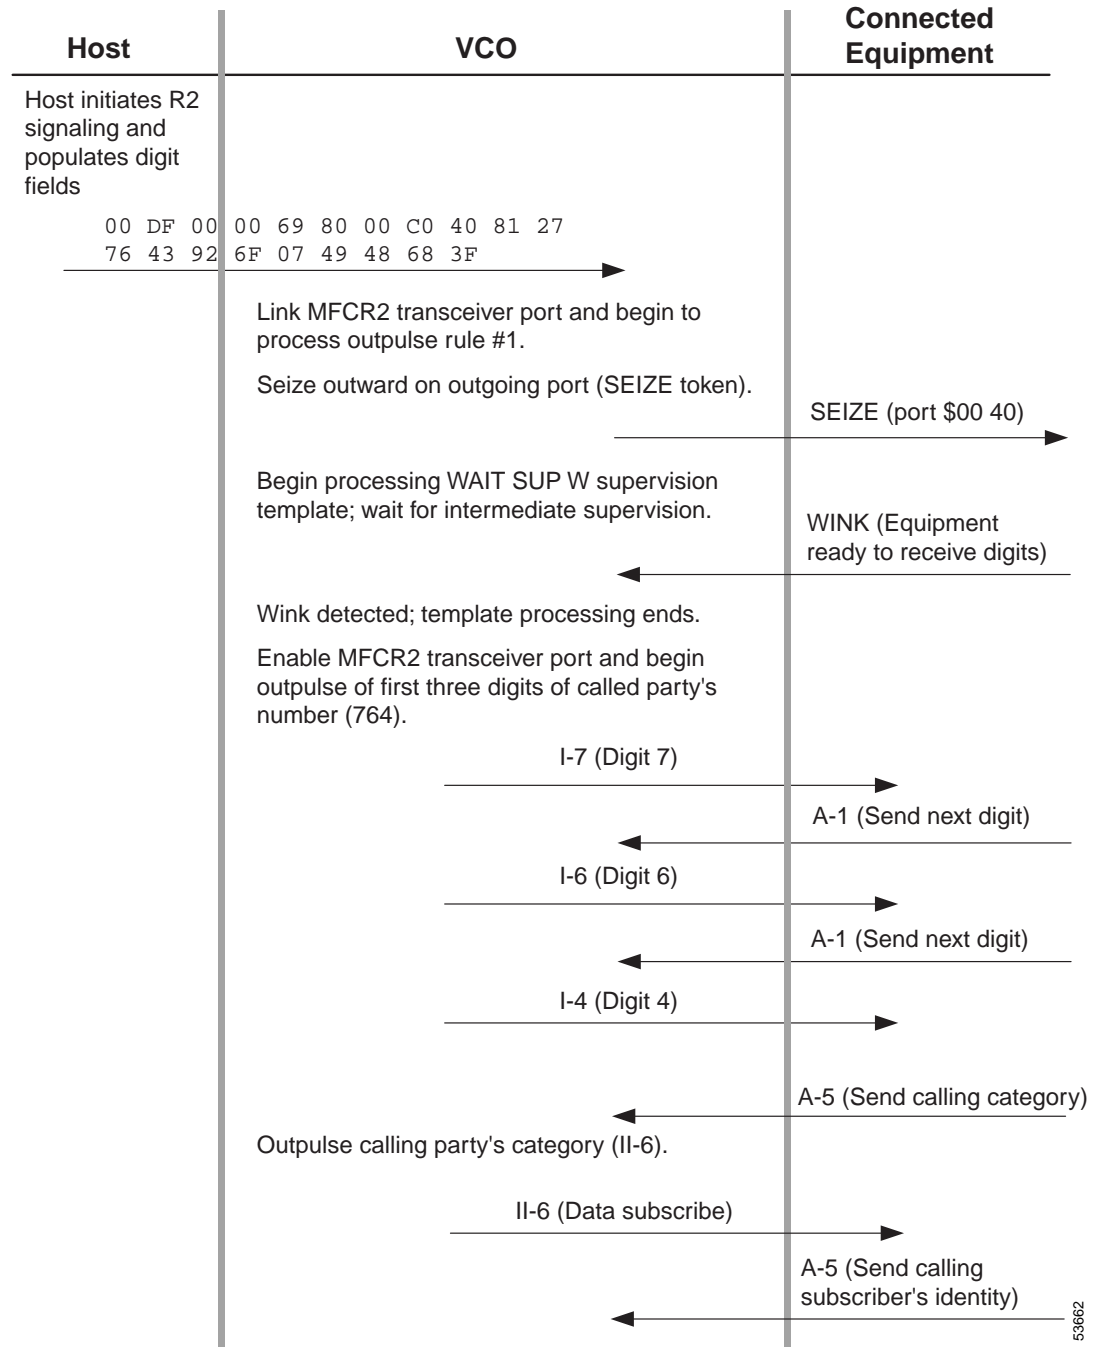 Host
VCO
Connected
Equipment
Host initiates R2
signaling and
populates digit
fields
00 DF 00 00 69 80 00 C0 40 81 27
76 43 92 6F 07 49 48 68 3F
Link MFCR2 transceiver port and begin to
process outpulse rule #1.
Seize outward on outgoing port (SEIZE token).
SEIZE (port $00 40)
Begin processing WAIT SUP W supervision
template; wait for intermediate supervision.
WINK (Equipment
ready to receive digits)
Wink detected; template processing ends.
Enable MFCR2 transceiver port and begin
outpulse of first three digits of called party's
number (764).
I-7 (Digit 7)
A-1 (Send next digit)
I-6 (Digit 6)
A-1 (Send next digit)
I-4 (Digit 4)
A-5 (Send calling category)
Outpulse calling party's category (II-6).
II-6 (Data subscribe)
A-5 (Send calling
subscriber's identity)
53662